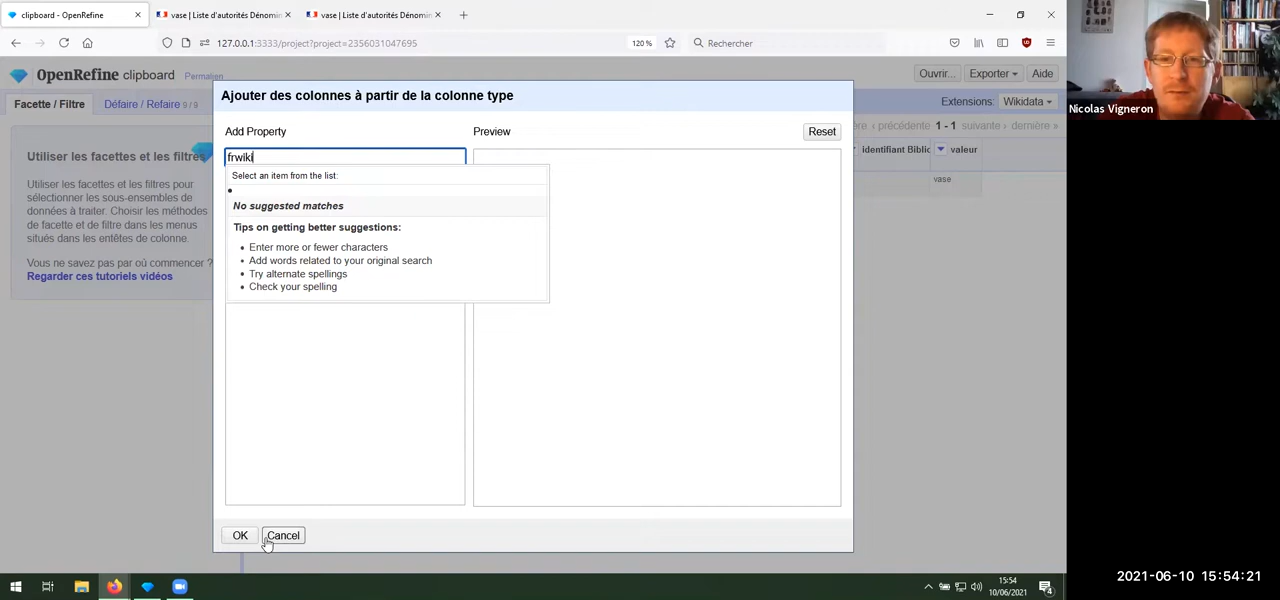 clipboard - OpenRefine
vase | Liste d'autorités Dénomin
vase | Liste d'autorités Dénomin
127.0.0.1:3333/project?project=2356031047695
120 %
Rechercher
OpenRefine clipboard Permalien
Ouvrir...
Exporter
Aide
Facette / Filtre
Défaire / Refaire 9 / 9
Extensions:
Wikidata
Utiliser les facettes et les filtres
Utiliser les facettes et les filtres pour
sélectionner les sous-ensembles de
données à traiter. Choisir les méthodes
de facette et de filtre dans les menus
situés dans les entêtes de colonne.
Vous ne savez pas par où commencer ?
Regarder ces tutoriels vidéos
‹ précédente 1 - 1 suivante › dernière »
identifiant Biblic
valeur
vase
Ajouter des colonnes à partir de la colonne type
Add Property
Preview
Reset
frwiki
Select an item from the list:
No suggested matches
Tips on getting better suggestions:
Enter more or fewer characters
Add words related to your original search
Try alternate spellings
Check your spelling
OK
Cancel
Nicolas Vigneron
15:54
10/06/2021
4
2021-06-10 15:54:21